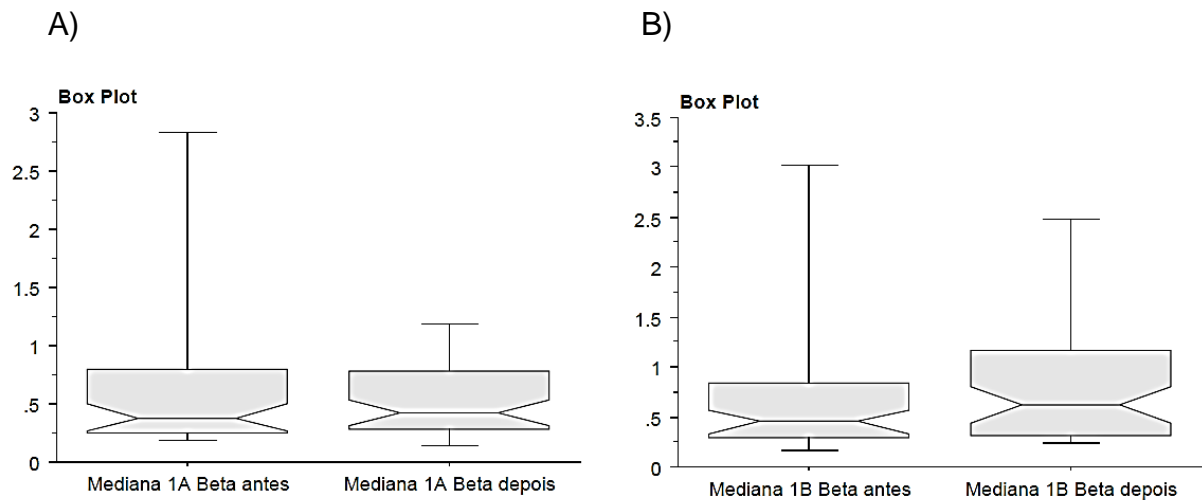 A)
Box Plot
3
2.5
2
1.5
1
.5
0
Mediana 1A Beta antes
Mediana 1A Beta depois
B)
Box Plot
3.5
3
2.5
2
1.5
1
.5
0
Mediana 1B Beta antes
Mediana 1B Beta depois